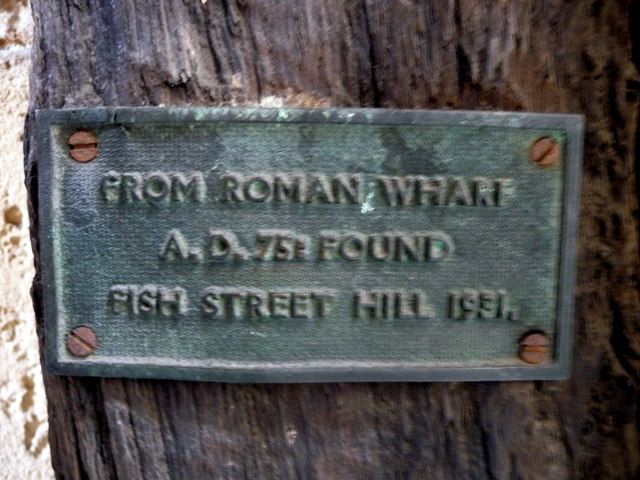 FROM ROMAN WHARF
A.D. 75: FOUND
FISH STREET HILL 1931.